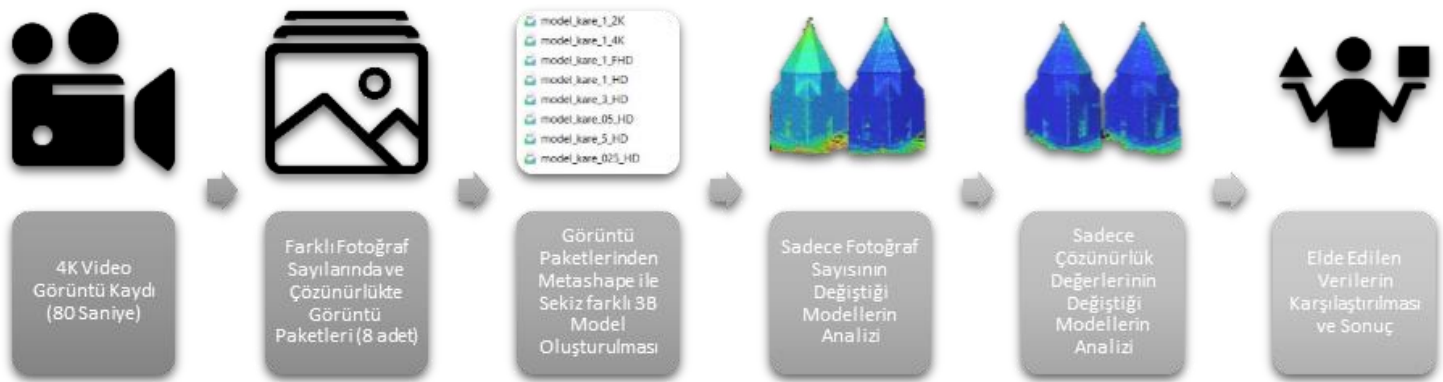 model_kare_1_2K
model_kare_1_4K
model_kare_1_FHD
model_kare_1_HD
model_kare_3_HD
model_kare_05_HD
model_kare_5_HD
model_kare_025_HD
4K Video
Görüntü Kaydı
(80 Saniye)
Farklı Fotoğraf
Sayılarında ve
Çözünürlükte
Görüntü
Paketleri (8 adet)
Görüntü
Paketlerinden
Metashape ile
Sekiz farklı 3B
Model
Oluşturulması
Sadece Fotoğraf
Sayısının
Değiştiği
Modellerin
Analizi
Sadece
Çözünürlük
Değerlerinin
Değiştiği
Modellerin
Analizi
Elde Edilen
Verilerin
Karşılaştırılması
ve Sonuç